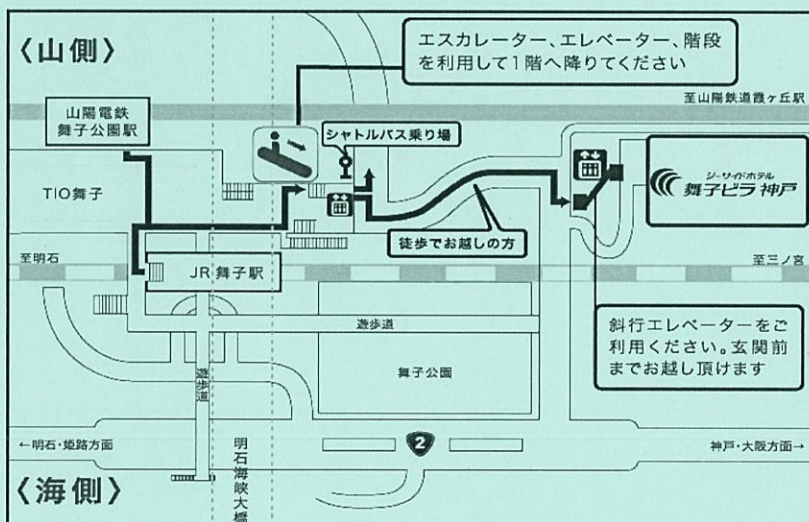 〈山側〉
エスカレーター、エレベーター、階段
を利用して1階へ降りてください
至山陽鉄道霞ヶ丘駅
山陽電鉄
舞子公園駅
シャトルバス乗り場
シーサイドホテル
舞子ビラ神戸
TIO舞子
徒歩でお越しの方
至明石
JR 舞子駅
至三ノ宮
斜行エレベーターをご
利用ください。玄関前
までお越し頂けます
遊歩道
舞子公園
遊歩道
←明石・姫路方面
2
神戸・大阪方面→
明石海峡大橋
〈海側〉